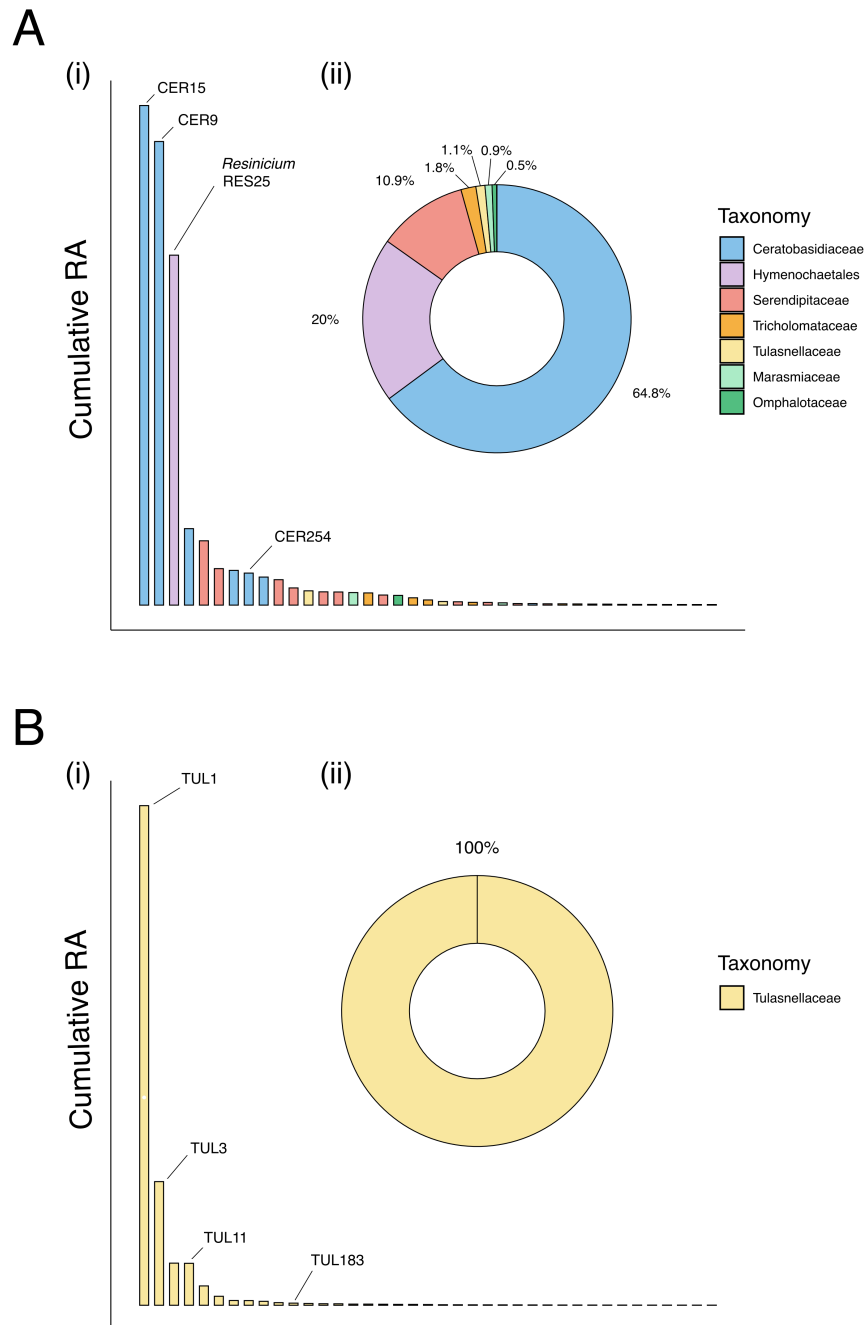 A
(i)
(ii)
CER15
CER9
Resinicium
RES25
CER254
Cumulative RA
1.1%
0.9%
1.8%
0.5%
10.9%
20%
64.8%
Taxonomy
Ceratobasidiaceae
Hymenochaetales
Serendipitaceae
Tricholomataceae
Tulasnellaceae
Marasmiaceae
Omphalotaceae
B
(i)
(ii)
TUL1
TUL3
TUL11
TUL183
Cumulative RA
100%
Taxonomy
Tulasnellaceae